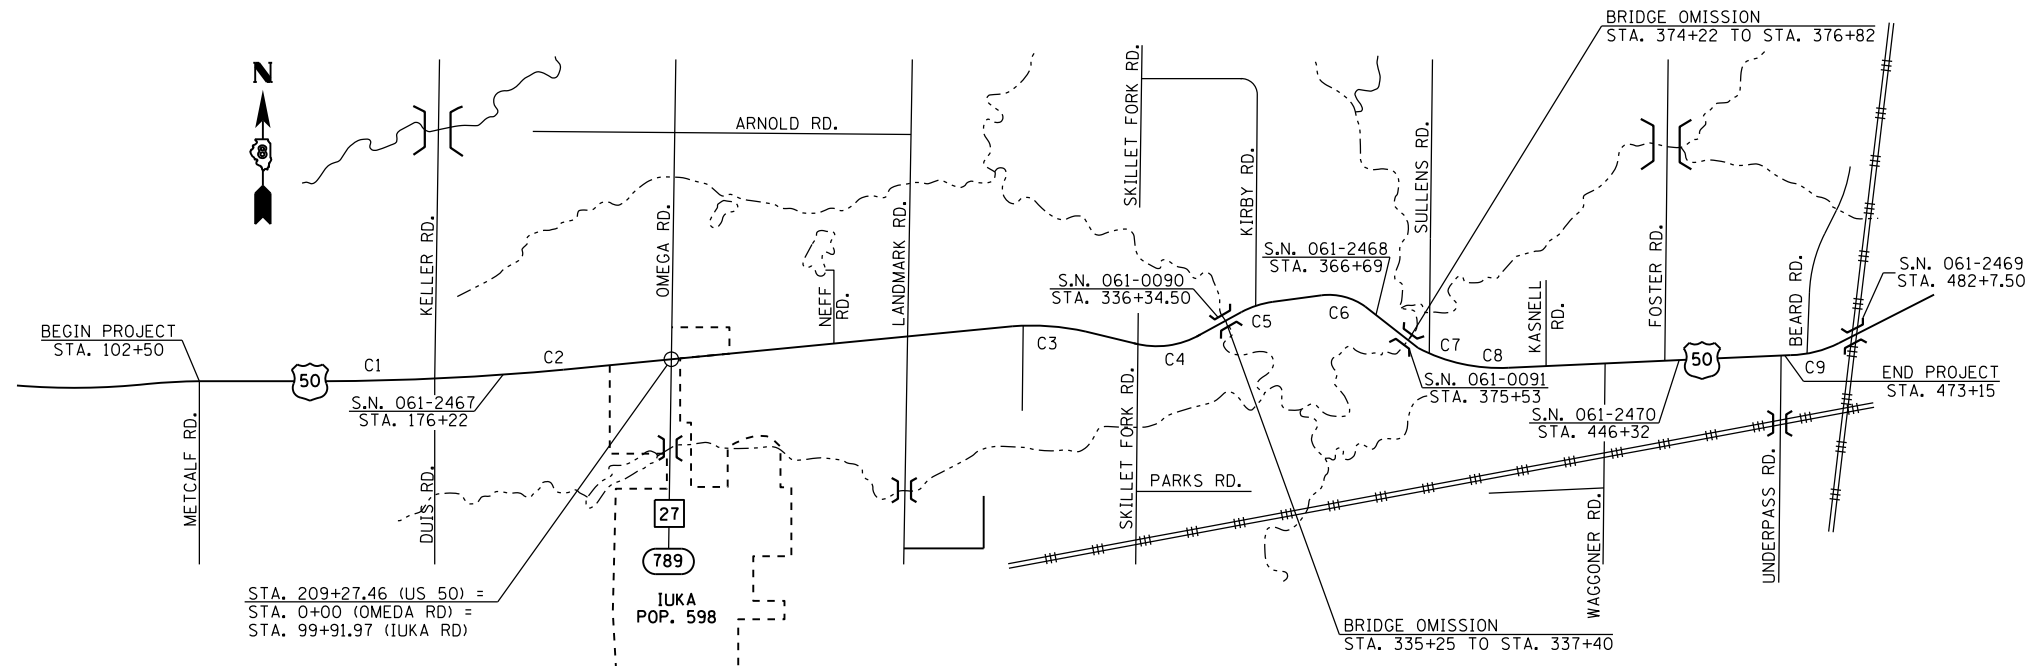 BRIDGE OMISSION
STA. 374+22 TO STA. 376+82
N
ARNOLD RD.
SKILLET FORK RD.
KIRBY RD.
SULLENS RD.
KELLER RD.
OMEGA RD.
NEFF RD.
LANDMARK RD.
S.N. 061-2468
STA. 366+69
S.N. 061-0090
STA. 336+34.50
KASNELL RD.
FOSTER RD.
BEARD RD.
S.N. 061-2469
STA. 482+7.50
BEGIN PROJECT
STA. 102+50
C1
C2
C3
C4
C5
C6
C7
C8
C9
50
50
END PROJECT
STA. 473+15
S.N. 061-2467
STA. 176+22
S.N. 061-0091
STA. 375+53
S.N. 061-2470
STA. 446+32
METCALF RD.
DUIS RD.
SKILLET FORK RD.
PARKS RD.
WAGGONER RD.
UNDERPASS RD.
27
789
IUKA
POP. 598
STA. 209+27.46 (US 50) =
STA. 0+00 (OMEDA RD) =
STA. 99+91.97 (IUKA RD)
BRIDGE OMISSION
STA. 335+25 TO STA. 337+40